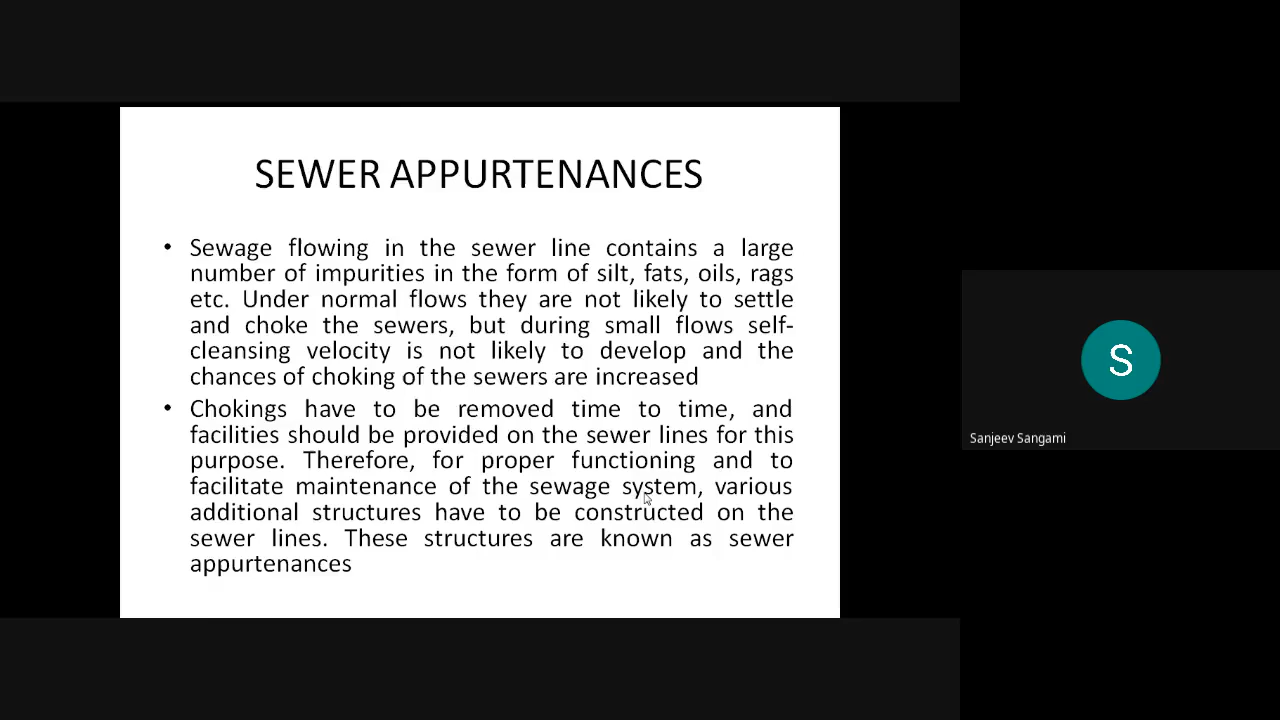 SEWER APPURTENANCES
• Sewage flowing in the sewer line contains a large
number of impurities in the form of silt, fats, oils, rags
etc. Under normal flows they are not likely to settle
and choke the sewers, but during small flows self-
cleansing velocity is not likely to develop and the
chances of choking of the sewers are increased
• Chokings have to be removed time to time, and
facilities should be provided on the sewer lines for this
purpose. Therefore, for proper functioning and to
facilitate maintenance of the sewage system, various
additional structures have to be constructed on the
sewer lines. These structures are known as sewer
appurtenances
S
Sanjeev Sangami